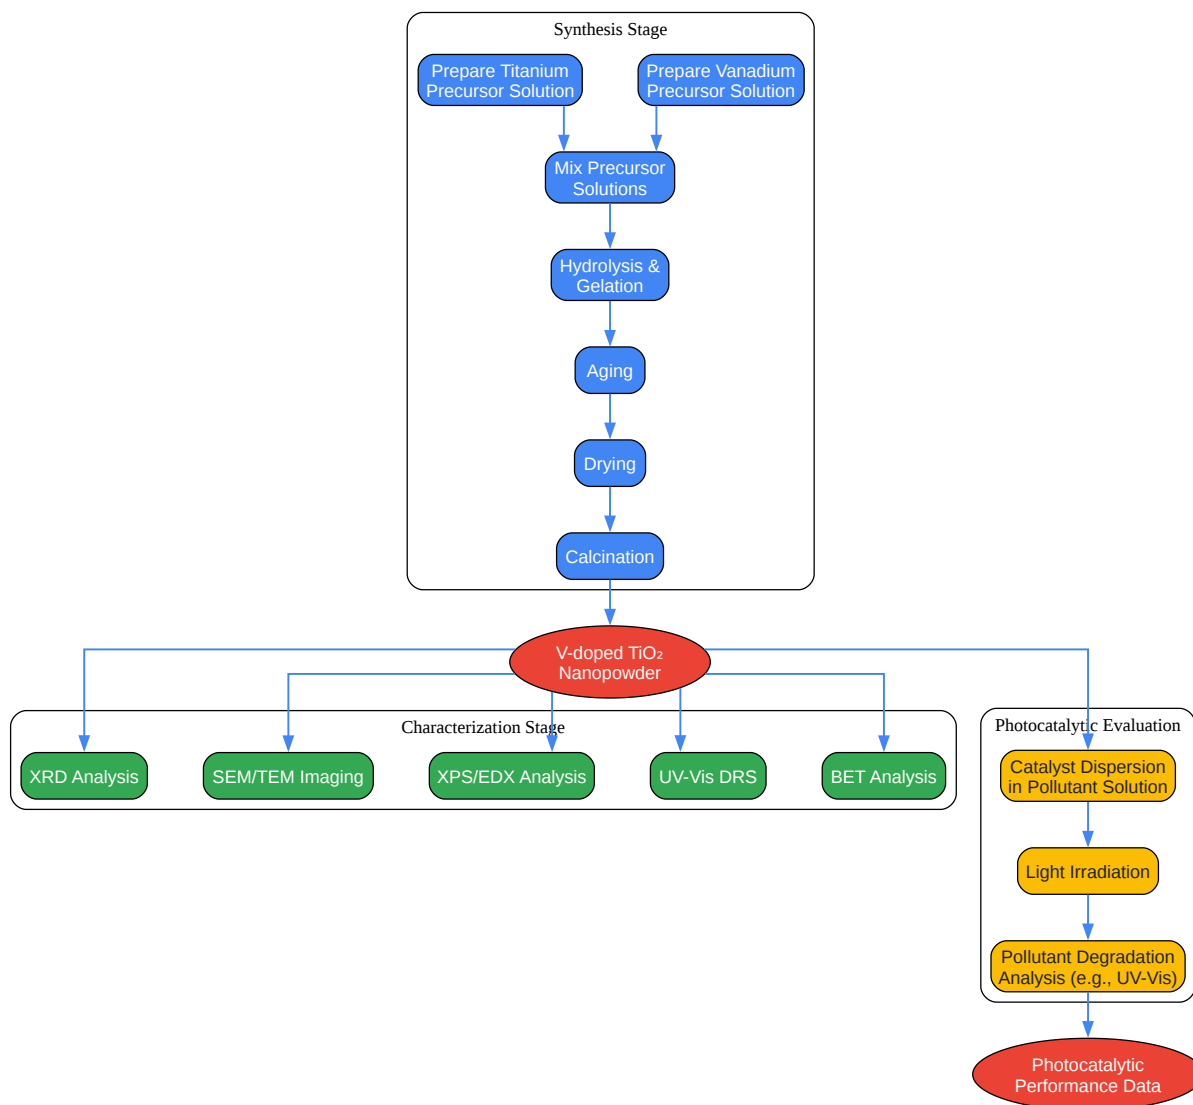 Synthesis Stage
Prepare Titanium
Precursor Solution
Prepare Vanadium
Precursor Solution
Mix Precursor
Solutions
Hydrolysis &
Gelation
Aging
Drying
Calcination
V-doped TiO₂
Nanopowder
Characterization Stage
XRD Analysis
SEM/TEM Imaging
XPS/EDX Analysis
UV-Vis DRS
BET Analysis
Photocatalytic Evaluation
Catalyst Dispersion
in Pollutant Solution
Light Irradiation
Pollutant Degradation
Analysis (e.g., UV-Vis)
Photocatalytic
Performance Data